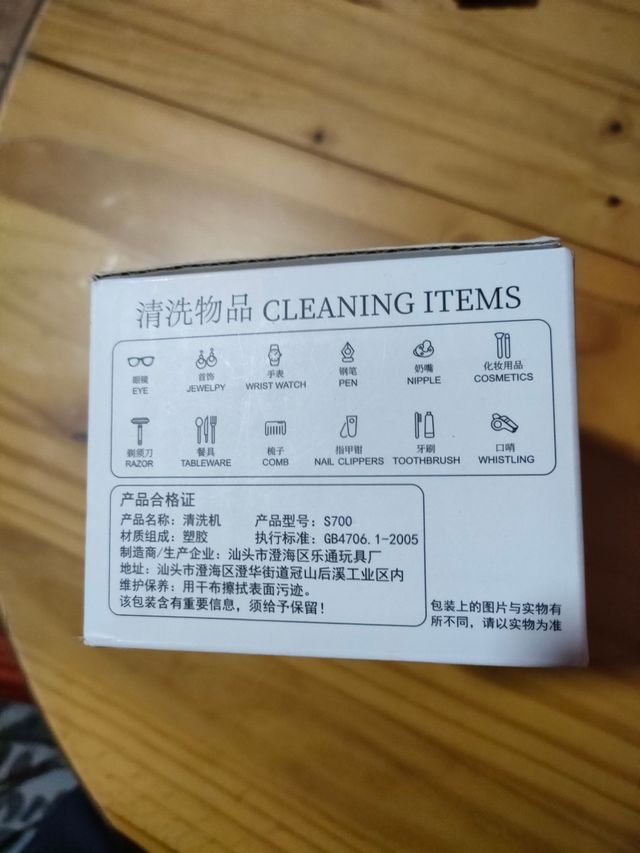 清洗物品 CLEANING ITEMS
眼镜 首饰 手表 钢笔 奶嘴 化妆用品
EYE JEWELPY WRIST WATCH PEN NIPPLE COSMETICS
剃须刀 餐具 梳子 指甲钳 牙刷 口哨
RAZOR TABLEWARE COMB NAIL CLIPPERS TOOTHBRUSH WHISTLING
产品合格证
产品名称：清洗机 产品型号：S700
材质组成：塑胶 执行标准：GB4706.1-2005
制造商/生产企业：汕头市澄海区乐通玩具厂
地址：汕头市澄海区澄华街道冠山后溪工业区内
维护保养：用干布擦拭表面污迹。
该包装含有重要信息，须给予保留！
包装上的图片与实物有
所不同，请以实物为准